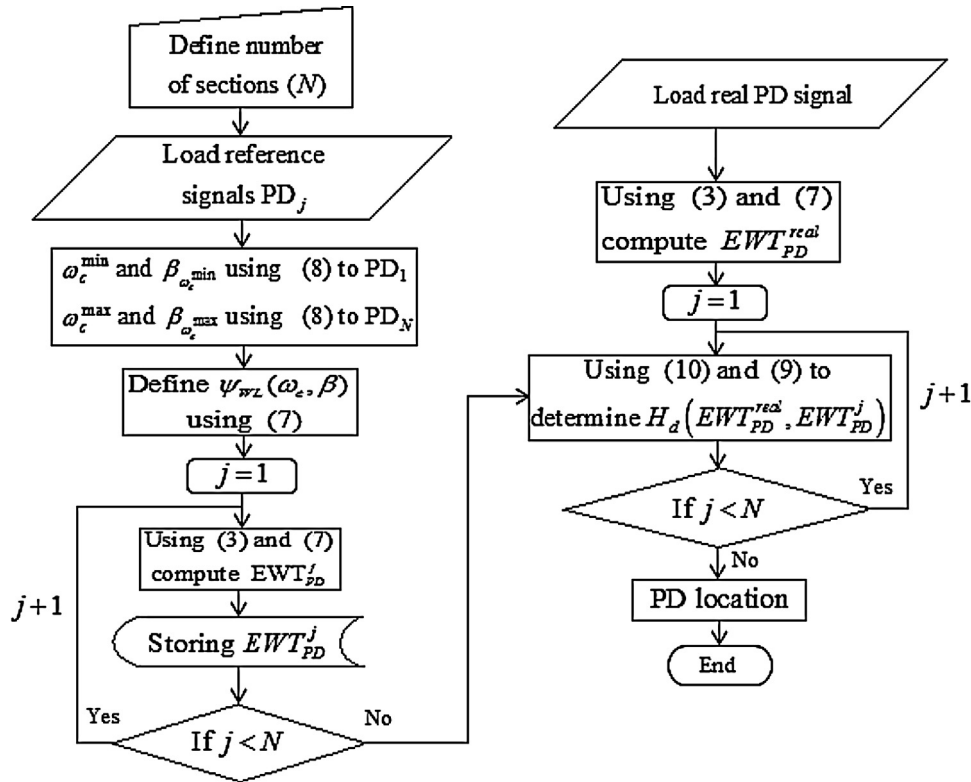 Define number
of sections (N)
Load reference
signals PD_j
ω_c^min and β_{ω_c^min} using (8) to PD_1
ω_c^max and β_{ω_c^max} using (8) to PD_N
Define ψ_WL(ω_c, β)
using (7)
j=1
Using (3) and (7)
compute EWT_PD^j
j+1
Storing EWT_PD^j
Yes
If j<N
No
Load real PD signal
Using (3) and (7)
compute EWT_PD^real
j=1
Using (10) and (9) to
determine H_d(EWT_PD^real, EWT_PD^j)
j+1
If j<N
Yes
No
PD location
End